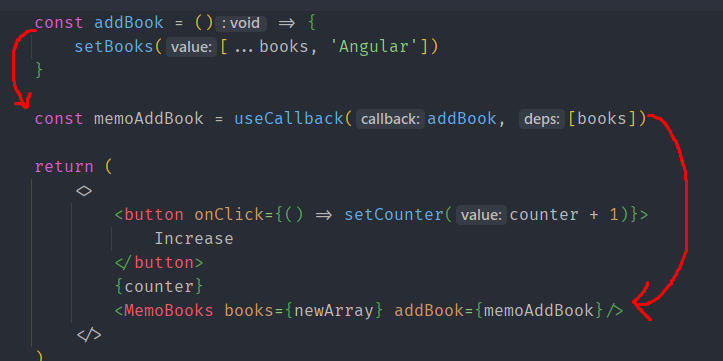 const addBook = () : void => {
setBooks( value: [...books, 'Angular'])
}
const memoAddBook = useCallback( callback: addBook, deps: [books])
return (
<>
<button onClick={() => setCounter( value: counter + 1)}>
Increase
</button>
{counter}
<MemoBooks books={newArray} addBook={memoAddBook}/>
</>
)